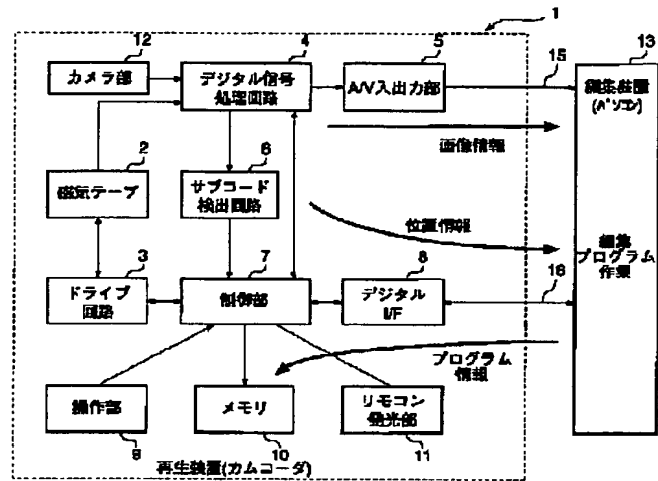 1
12
4
5
13
カメラ部
デジタル信号
処理回路
A/V入出力部
15
編集装置
(パソコン)
画像情報
2
6
磁気テープ
サブコード
検出回路
位置情報
3
7
8
編集
プログラム
作業
ドライブ
回路
制御部
デジタル
I/F
16
プログラム
情報
操作部
メモリ
リモコン
発光部
9
10
11
再生装置(カムコーダ)